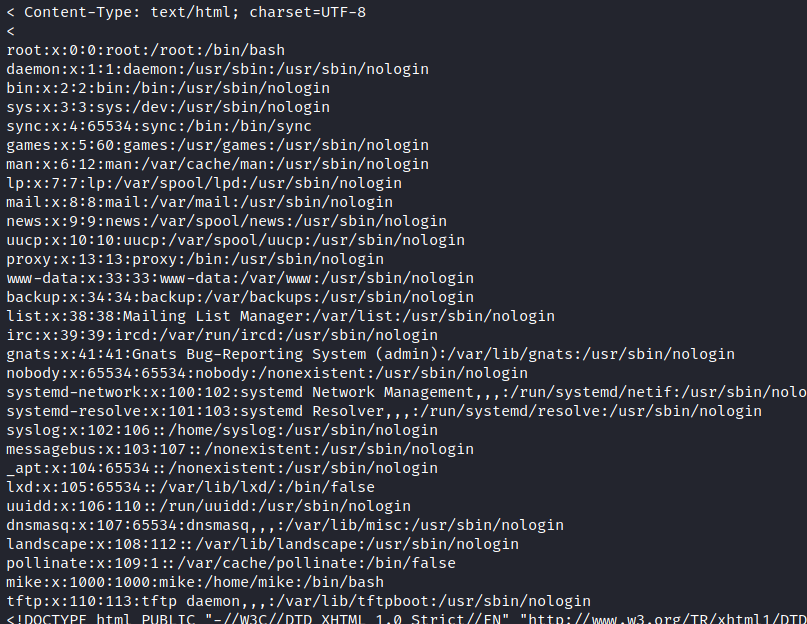 < Content-Type: text/html; charset=UTF-8
<
root:x:0:0:root:/root:/bin/bash
daemon:x:1:1:daemon:/usr/sbin:/usr/sbin/nologin
bin:x:2:2:bin:/bin:/usr/sbin/nologin
sys:x:3:3:sys:/dev:/usr/sbin/nologin
sync:x:4:65534:sync:/bin:/bin/sync
games:x:5:60:games:/usr/games:/usr/sbin/nologin
man:x:6:12:man:/var/cache/man:/usr/sbin/nologin
lp:x:7:7:lp:/var/spool/lpd:/usr/sbin/nologin
mail:x:8:8:mail:/var/mail:/usr/sbin/nologin
news:x:9:9:news:/var/spool/news:/usr/sbin/nologin
uucp:x:10:10:uucp:/var/spool/uucp:/usr/sbin/nologin
proxy:x:13:13:proxy:/bin:/usr/sbin/nologin
www-data:x:33:33:www-data:/var/www:/usr/sbin/nologin
backup:x:34:34:backup:/var/backups:/usr/sbin/nologin
list:x:38:38:Mailing List Manager:/var/list:/usr/sbin/nologin
irc:x:39:39:ircd:/var/run/ircd:/usr/sbin/nologin
gnats:x:41:41:Gnats Bug-Reporting System (admin):/var/lib/gnats:/usr/sbin/nologin
nobody:x:65534:65534:nobody:/nonexistent:/usr/sbin/nologin
systemd-network:x:100:102:systemd Network Management,,,:/run/systemd/netif:/usr/sbin/nolo
systemd-resolve:x:101:103:systemd Resolver,,,:/run/systemd/resolve:/usr/sbin/nologin
syslog:x:102:106::/home/syslog:/usr/sbin/nologin
messagebus:x:103:107::/nonexistent:/usr/sbin/nologin
_apt:x:104:65534::/nonexistent:/usr/sbin/nologin
lxd:x:105:65534::/var/lib/lxd/:/bin/false
uuidd:x:106:110::/run/uuidd:/usr/sbin/nologin
dnsmasq:x:107:65534:dnsmasq,,,:/var/lib/misc:/usr/sbin/nologin
landscape:x:108:112::/var/lib/landscape:/usr/sbin/nologin
pollinate:x:109:1::/var/cache/pollinate:/bin/false
mike:x:1000:1000:mike:/home/mike:/bin/bash
tftp:x:110:113:tftp daemon,,,:/var/lib/tftpboot:/usr/sbin/nologin
<!DOCTYPE html PUBLIC "-//W3C//DTD XHTML 1.0 Strict//EN" "http://www.w3.org/TR/xhtml1/DTD